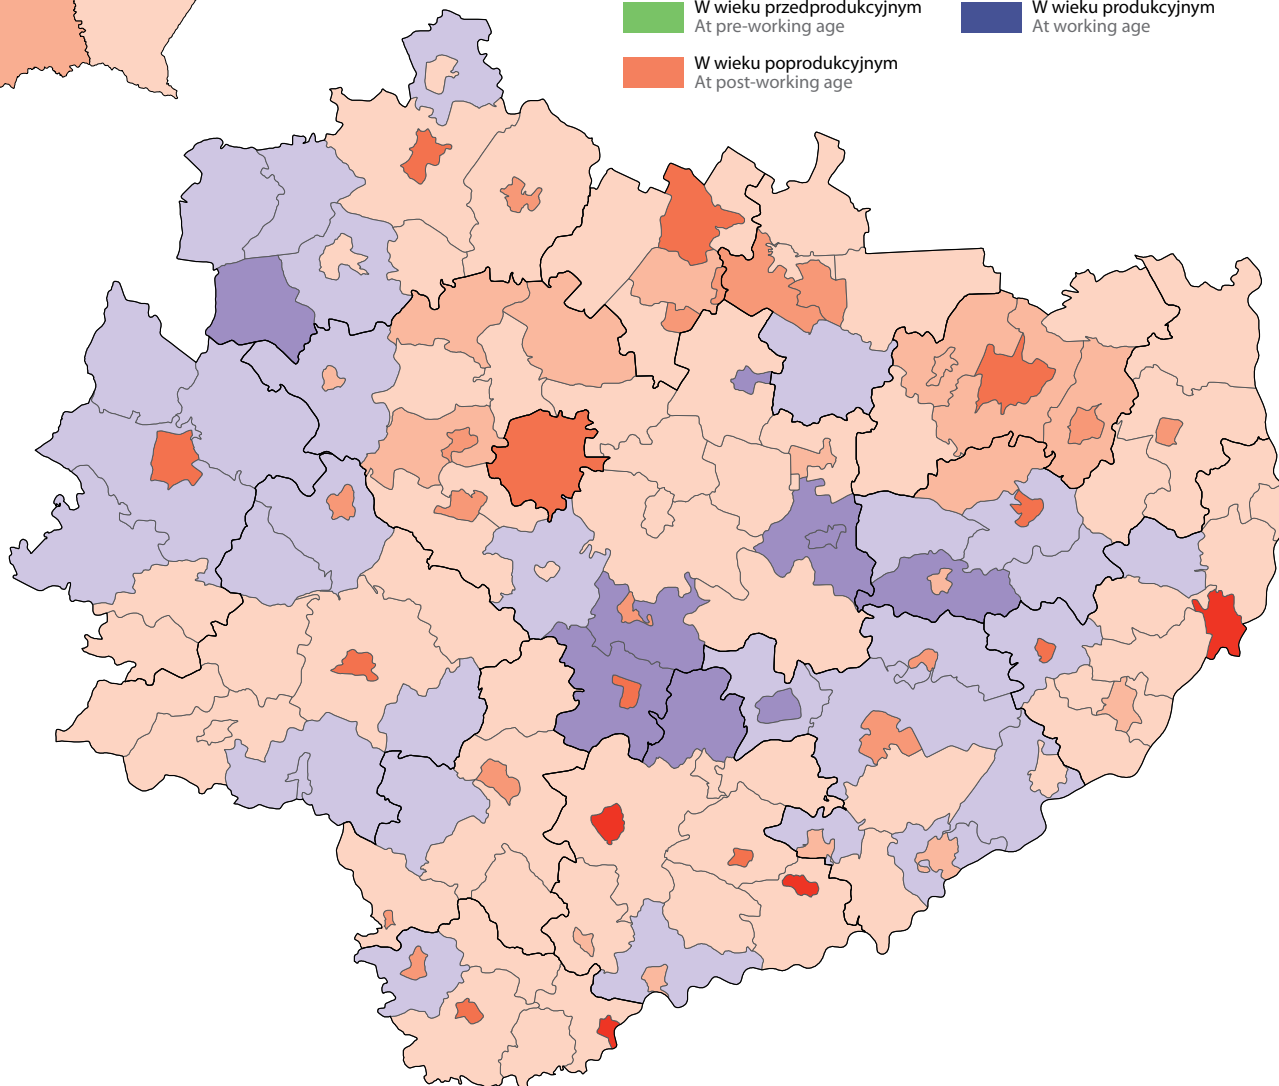 W wieku przedprodukcyjnym
At pre-working age
W wieku produkcyjnym
At working age
W wieku poprodukcyjnym
At post-working age